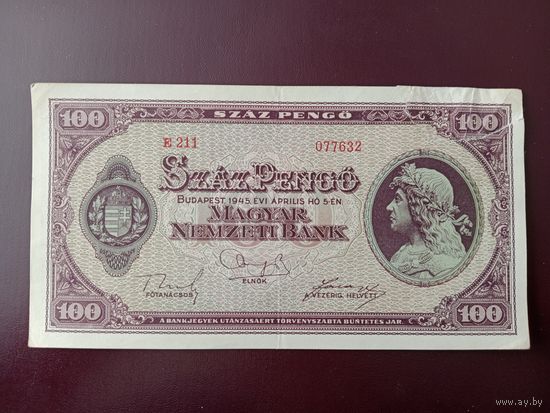 100 SZÁZ PENGŐ 100
E 211 077632
SZÁZ PENGŐ
BUDAPEST 1945. ÉVI ÁPRILIS HÓ 5-ÉN
MAGYAR
NEMZETI BANK
FŐTANÁCSOS ELNÖK A VEZÉRIG. HELYETT
100 100
A BANKJEGYEK UTÁNZÁSÁÉRT TÖRVÉNYSZABTA BÜNTETÉS JÁR.
www.ay.by